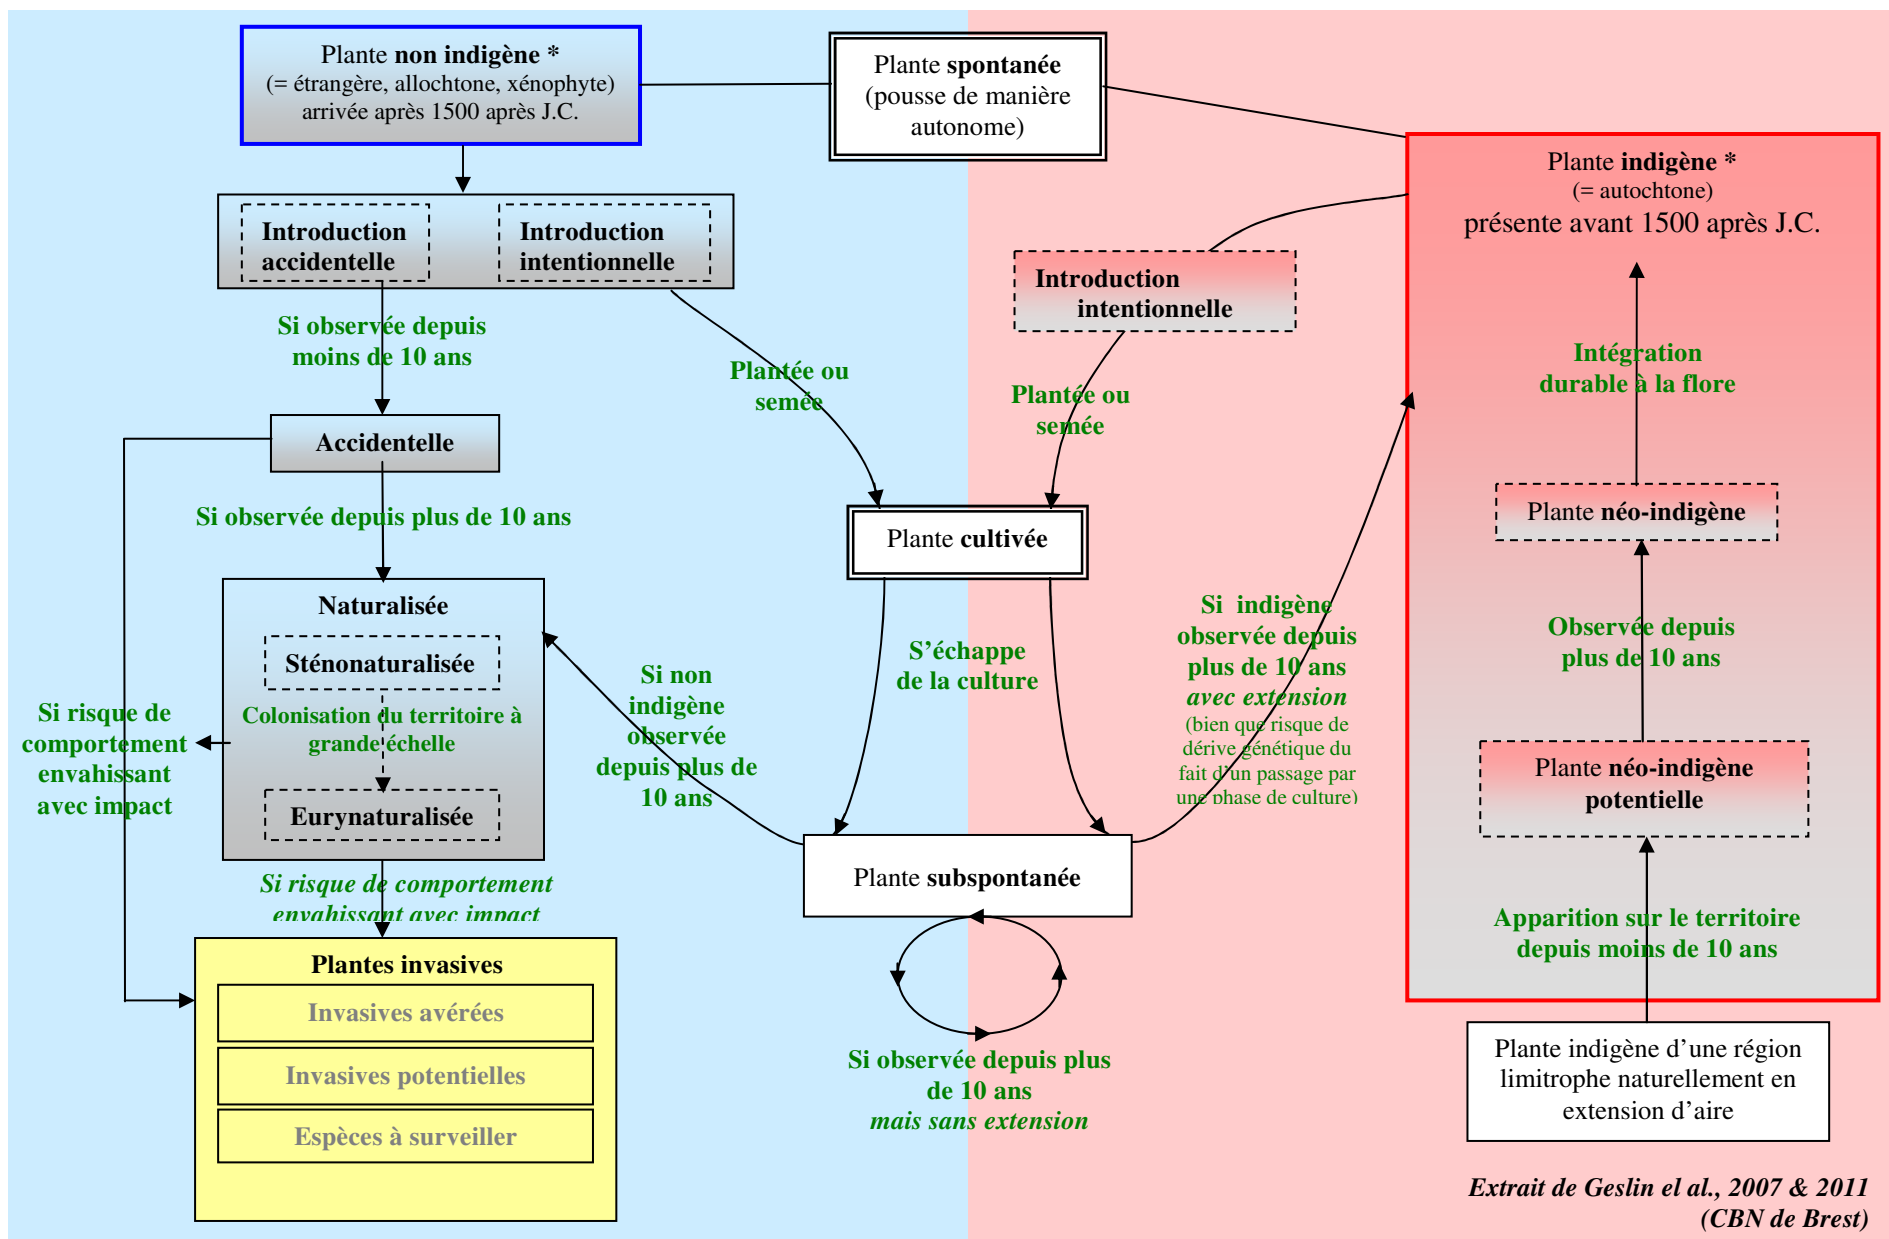 Plante non indigène *
(= étrangère, allochtone, xénophyte)
arrivée après 1500 après J.C.
Plante spontanée
(pousse de manière
autonome)
Plante indigène *
(= autochtone)
présente avant 1500 après J.C.
Introduction
accidentelle
Introduction
intentionnelle
Introduction
intentionnelle
Si observée depuis
moins de 10 ans
Plantée ou
semée
Plantée ou
semée
Intégration
durable à la flore
Accidentelle
Si observée depuis plus de 10 ans
Plante cultivée
Plante néo-indigène
Naturalisée
Sténonaturalisée
Colonisation du territoire à
grande échelle
Eurynaturalisée
Si risque de
comportement
envahissant
avec impact
Si non
indigène
observée
depuis plus de
10 ans
S’échappe
de la culture
Si indigène
observée depuis
plus de 10 ans
avec extension
(bien que risque de
dérive génétique du
fait d’un passage par
une phase de culture)
Observée depuis
plus de 10 ans
Plante néo-indigène
potentielle
Plante subspontanée
Si risque de comportement
envahissant avec impact
Apparition sur le territoire
depuis moins de 10 ans
Plantes invasives
Invasives avérées
Invasives potentielles
Espèces à surveiller
Si observée depuis plus
de 10 ans
mais sans extension
Plante indigène d’une région
limitrophe naturellement en
extension d’aire
Extrait de Geslin el al., 2007 & 2011
(CBN de Brest)